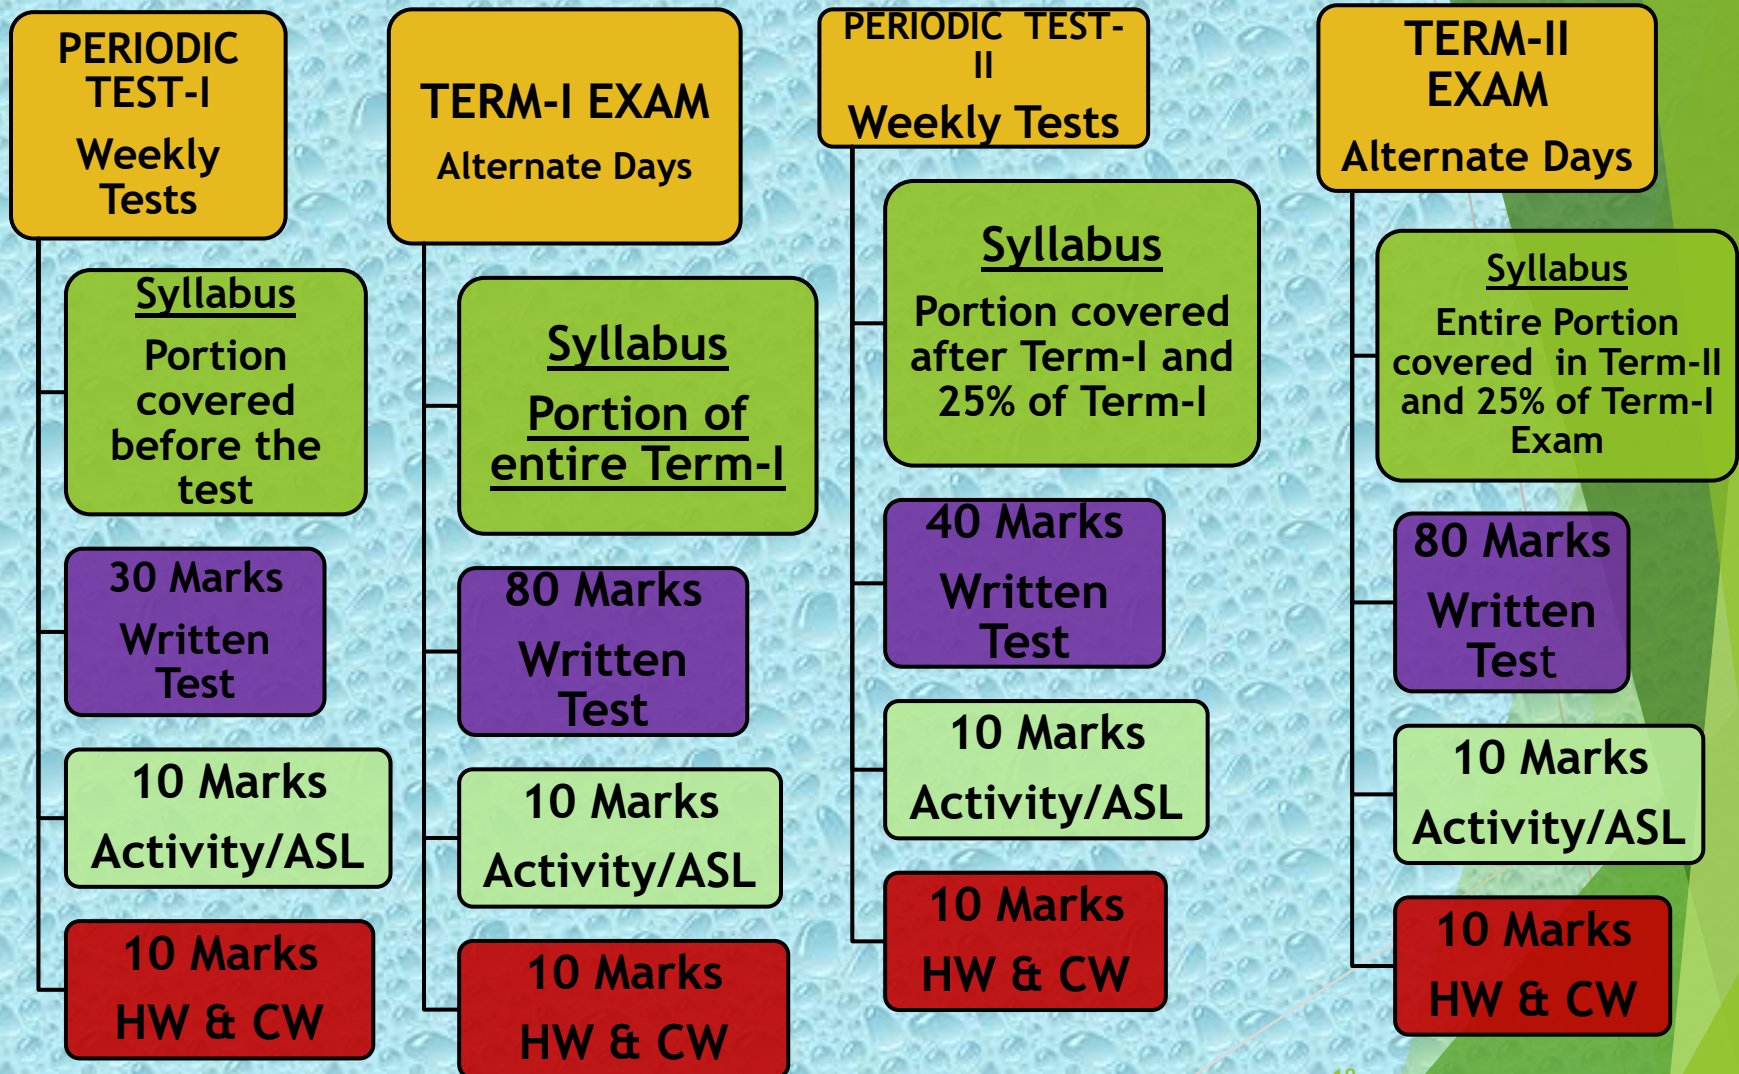 PERIODIC
TEST-I
Weekly
Tests
Syllabus
Portion
covered
before the
test
30 Marks
Written
Test
10 Marks
Activity/ASL
10 Marks
HW & CW
TERM-I EXAM
Alternate Days
Syllabus
Portion of
entire Term-I
80 Marks
Written
Test
10 Marks
Activity/ASL
10 Marks
HW & CW
PERIODIC TEST-
II
Weekly Tests
Syllabus
Portion covered
after Term-I and
25% of Term-I
40 Marks
Written
Test
10 Marks
Activity/ASL
10 Marks
HW & CW
TERM-II
EXAM
Alternate Days
Syllabus
Entire Portion
covered in Term-II
and 25% of Term-I
Exam
80 Marks
Written
Test
10 Marks
Activity/ASL
10 Marks
HW & CW